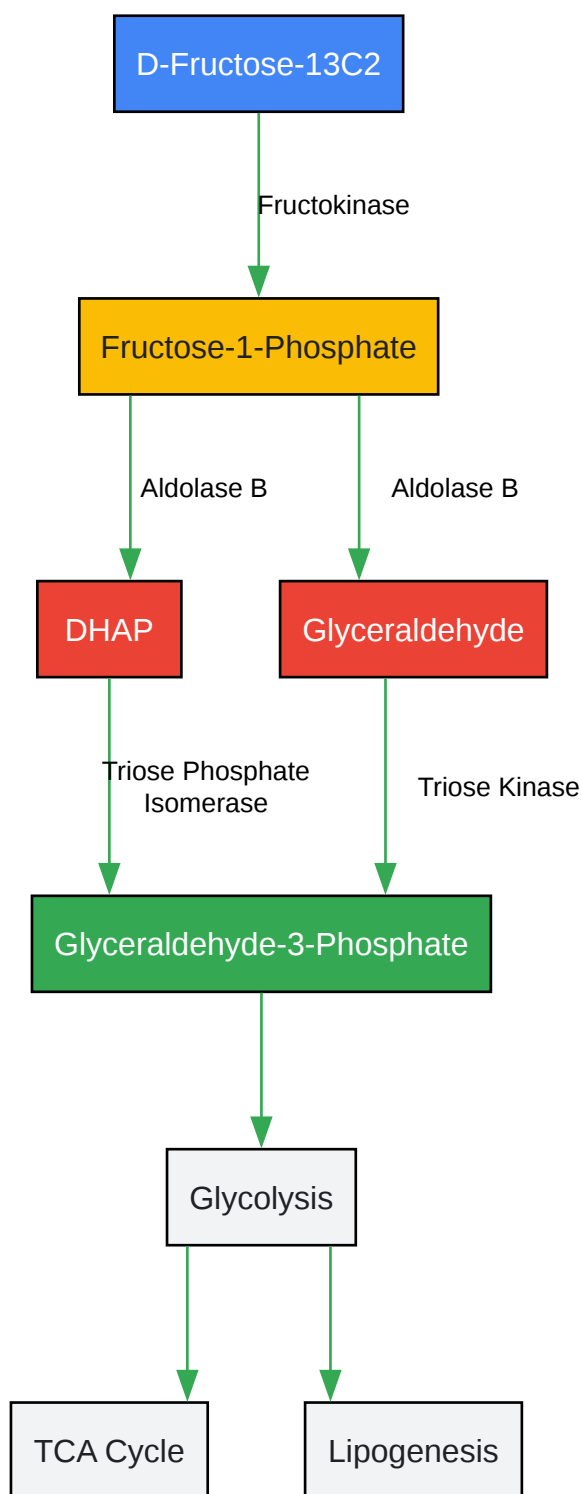 D-Fructose-13C2
Fructokinase
Fructose-1-Phosphate
Aldolase B
Aldolase B
DHAP
Glyceraldehyde
Triose Phosphate
Isomerase
Triose Kinase
Glyceraldehyde-3-Phosphate
Glycolysis
TCA Cycle
Lipogenesis